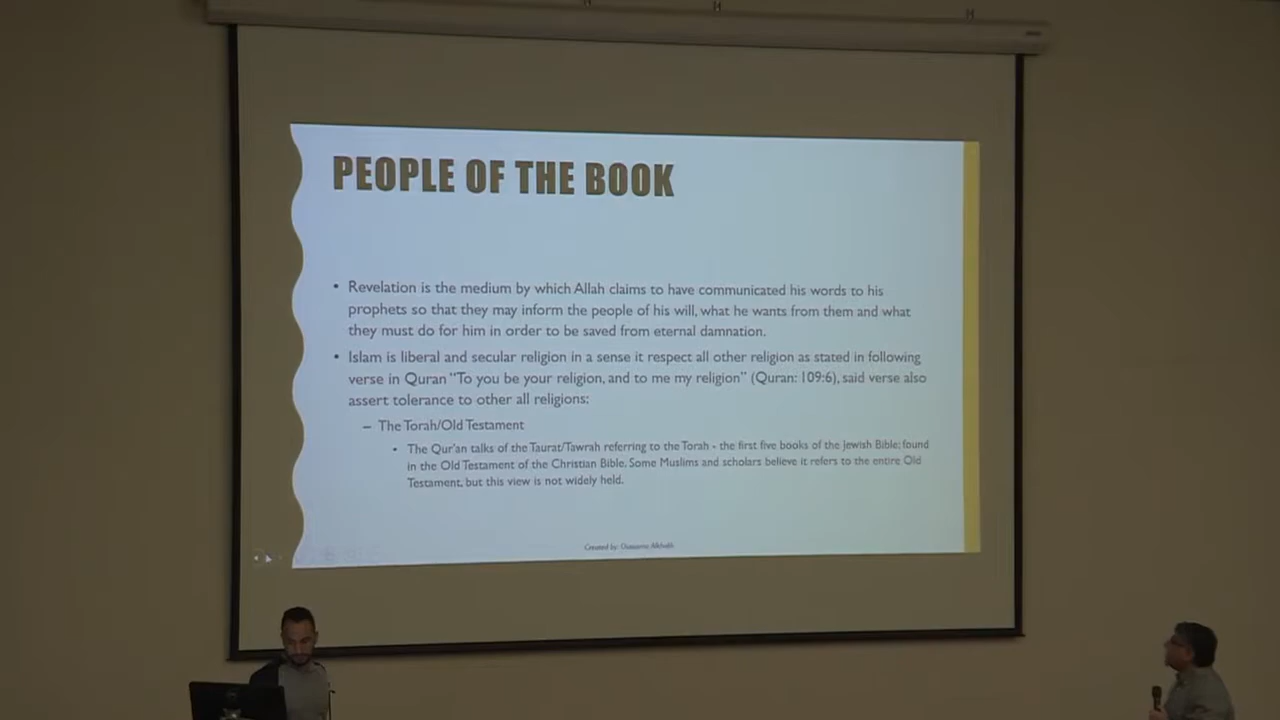 PEOPLE OF THE BOOK
• Revelation is the medium by which Allah claims to have communicated his words to his
prophets so that they may inform the people of his will, what he wants from them and what
they must do for him in order to be saved from eternal damnation.
• Islam is liberal and secular religion in a sense it respect all other religion as stated in following
verse in Quran “To you be your religion, and to me my religion” (Quran: 109:6), said verse also
assert tolerance to other all religions:
– The Torah/Old Testament
• The Qur'an talks of the Taurat/Tawrah referring to the Torah - the first five books of the Jewish Bible; found
in the Old Testament of the Christian Bible. Some Muslims and scholars believe it refers to the entire Old
Testament, but this view is not widely held.
Created by: